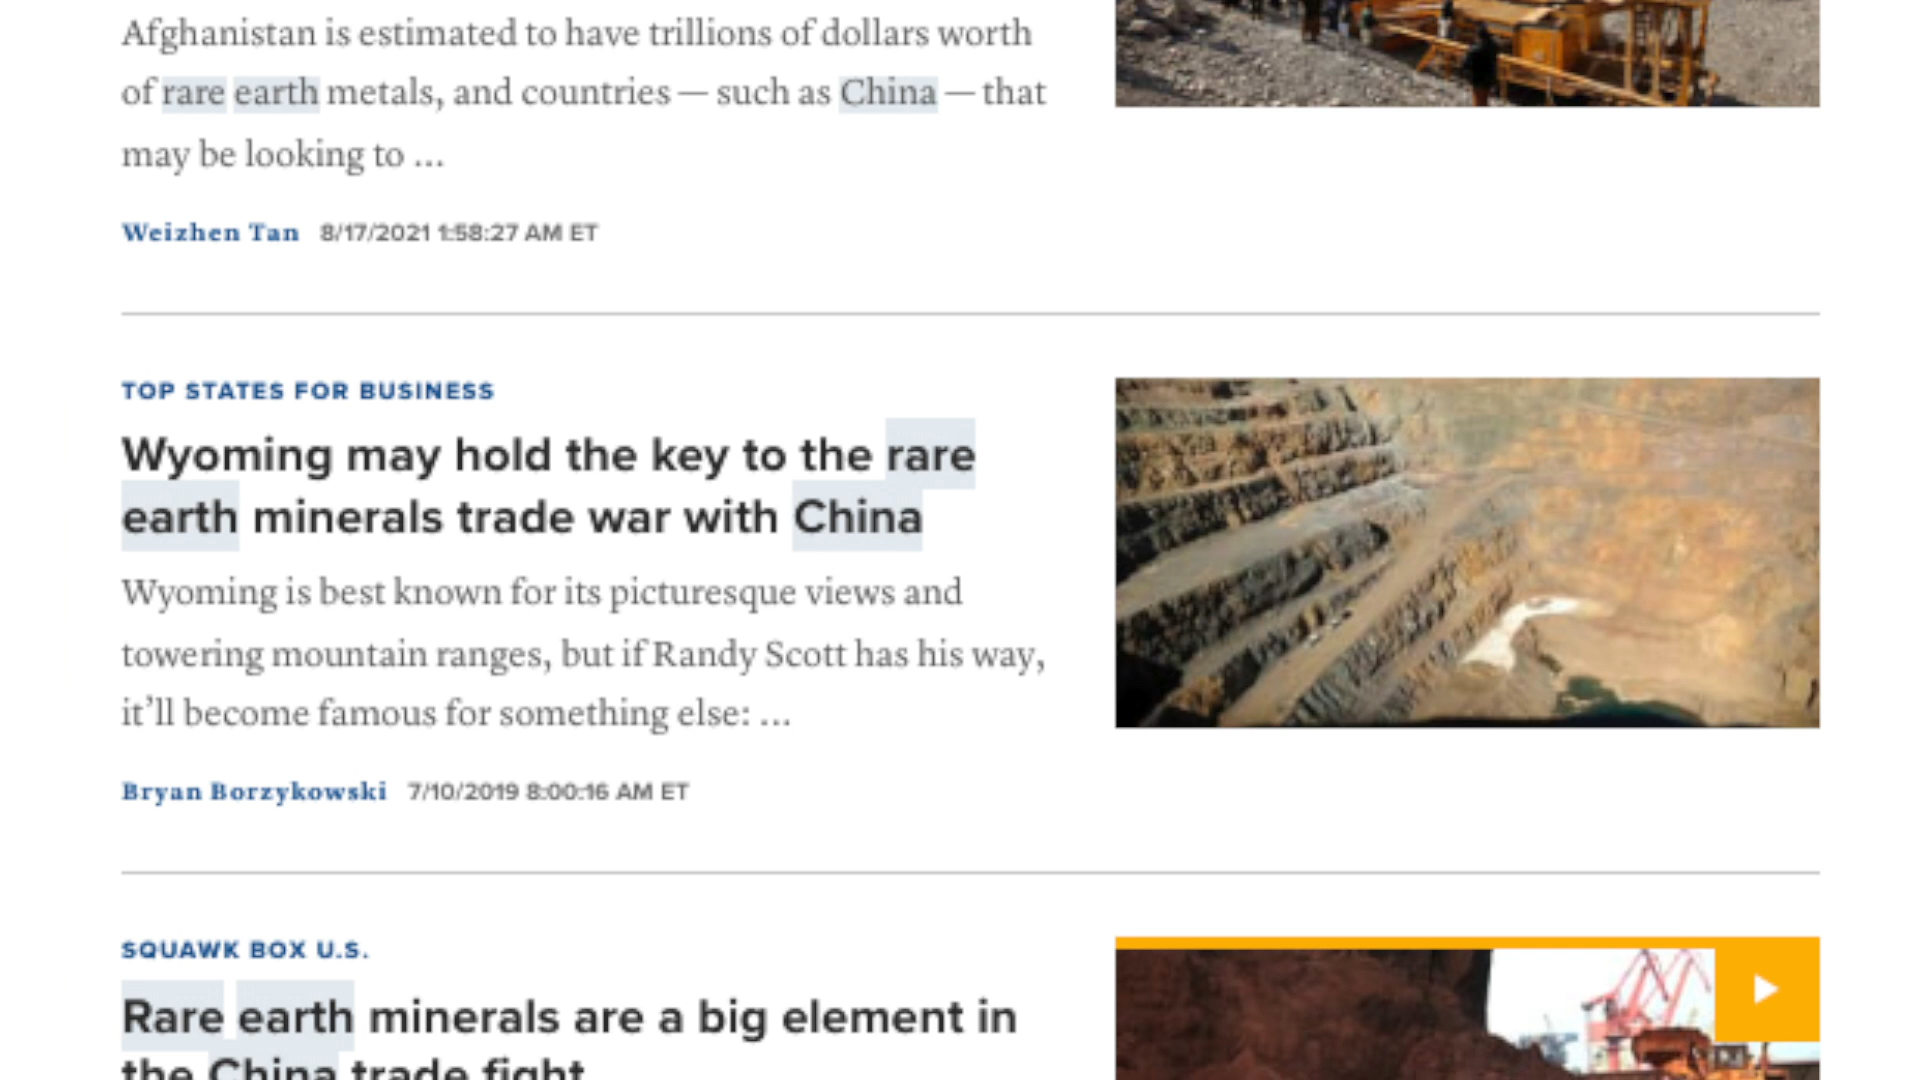 Afghanistan is estimated to have trillions of dollars worth
of rare earth metals, and countries — such as China — that
may be looking to ...
Weizhen Tan 8/17/2021 1:58:27 AM ET
TOP STATES FOR BUSINESS
Wyoming may hold the key to the rare
earth minerals trade war with China
Wyoming is best known for its picturesque views and
towering mountain ranges, but if Randy Scott has his way,
it’ll become famous for something else: ...
Bryan Borzykowski 7/10/2019 8:00:16 AM ET
SQUAWK BOX U.S.
Rare earth minerals are a big element in
the China trade fight